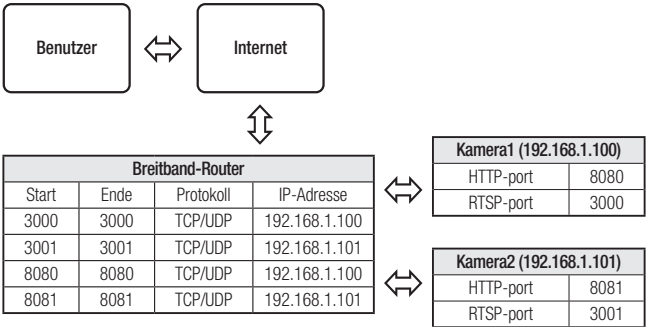 Benutzer
Internet
Breitband-Router
Start Ende Protokoll IP-Adresse
3000 3000 TCP/UDP 192.168.1.100
3001 3001 TCP/UDP 192.168.1.101
8080 8080 TCP/UDP 192.168.1.100
8081 8081 TCP/UDP 192.168.1.101
Kamera1 (192.168.1.100)
HTTP-port 8080
RTSP-port 3000
Kamera2 (192.168.1.101)
HTTP-port 8081
RTSP-port 3001